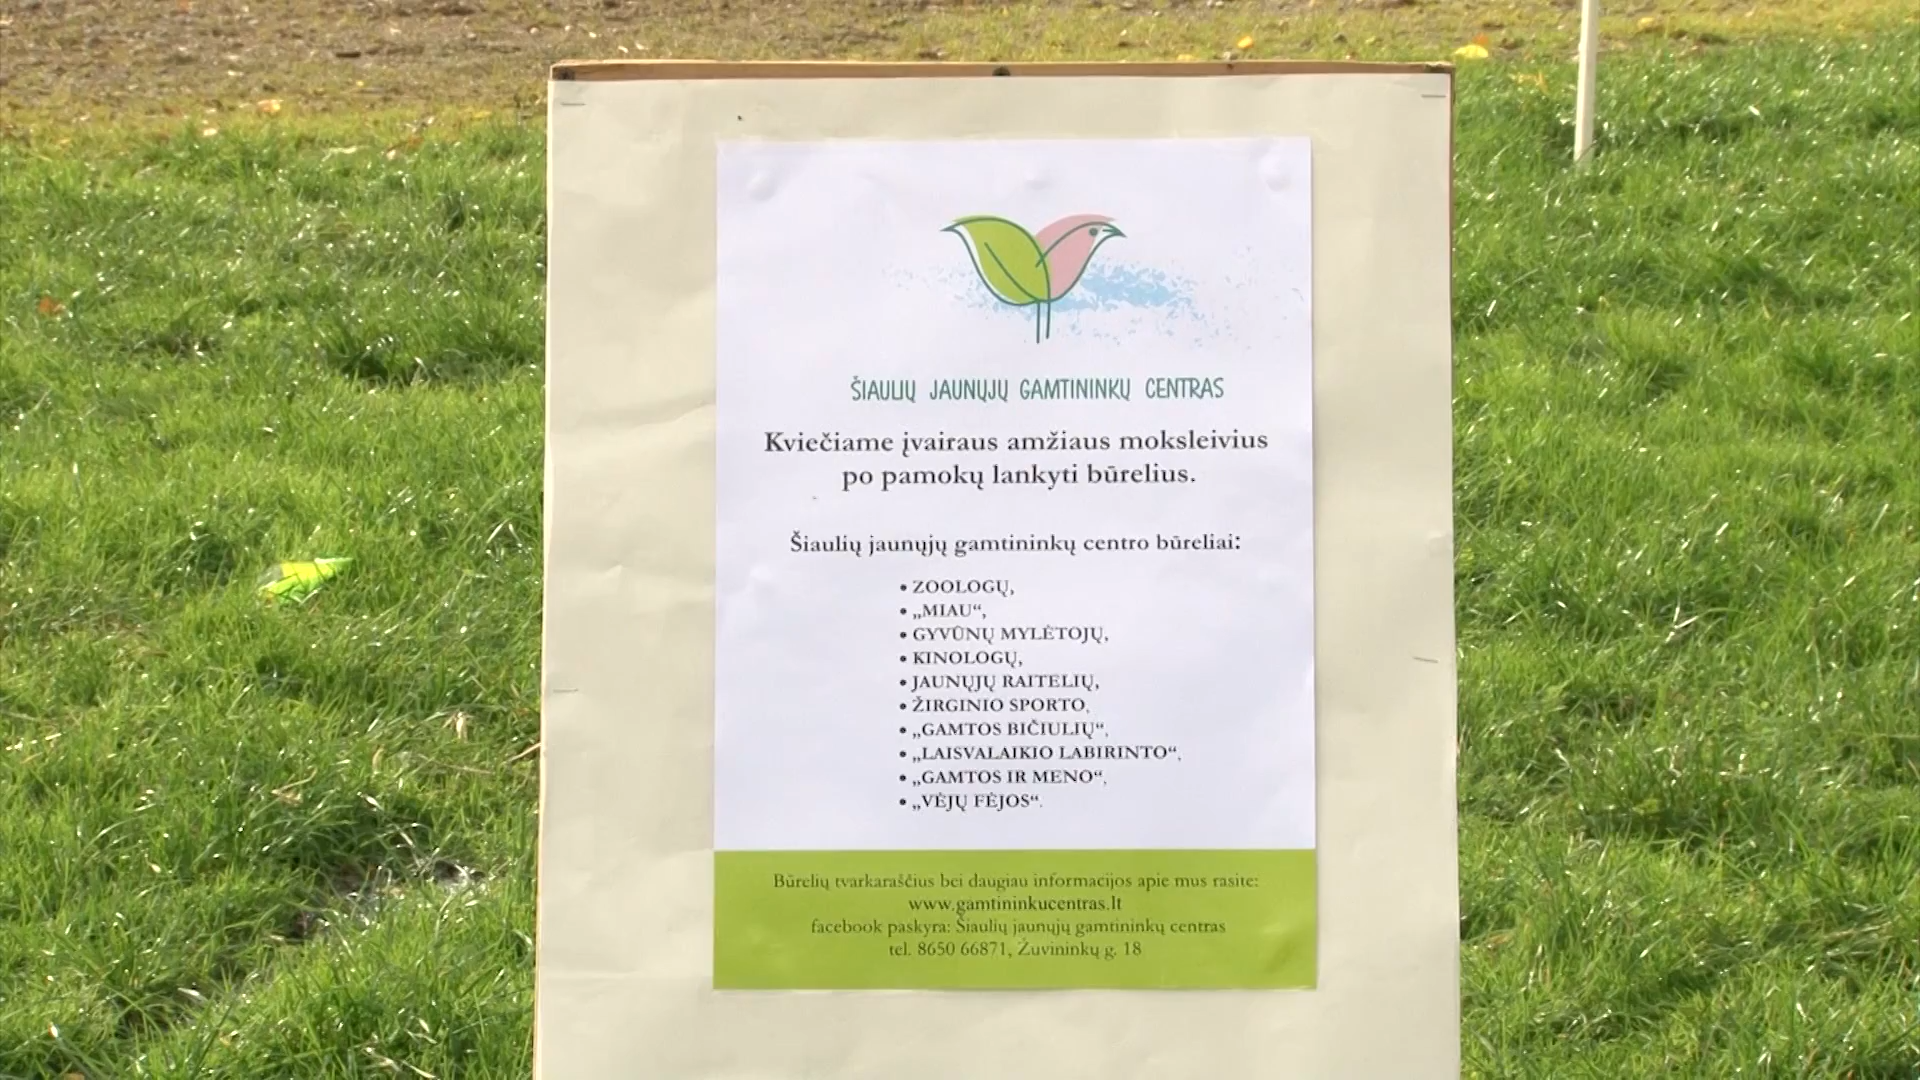 ŠIAULIŲ JAUNŲJŲ GAMTININKŲ CENTRAS
Kviečiame įvairaus amžiaus moksleivius
po pamokų lankyti būrelius.
Šiaulių jaunųjų gamtininkų centro būreliai:
• ZOOLOGŲ,
• „MIAU“,
• GYVŪNŲ MYLĖTOJŲ,
• KINOLOGŲ,
• JAUNŲJŲ RAITELIŲ,
• ŽIRGINIO SPORTO,
• „GAMTOS BIČIULIŲ“,
• „LAISVALAIKIO LABIRINTO“,
• „GAMTOS IR MENO“,
• „VĖJŲ FĖJOS“.
Būrelių tvarkaraščius bei daugiau informacijos apie mus rasite:
www.gamtininkucentras.lt
facebook paskyra: Šiaulių jaunųjų gamtininkų centras
tel. 8650 66871, Žuvininkų g. 18